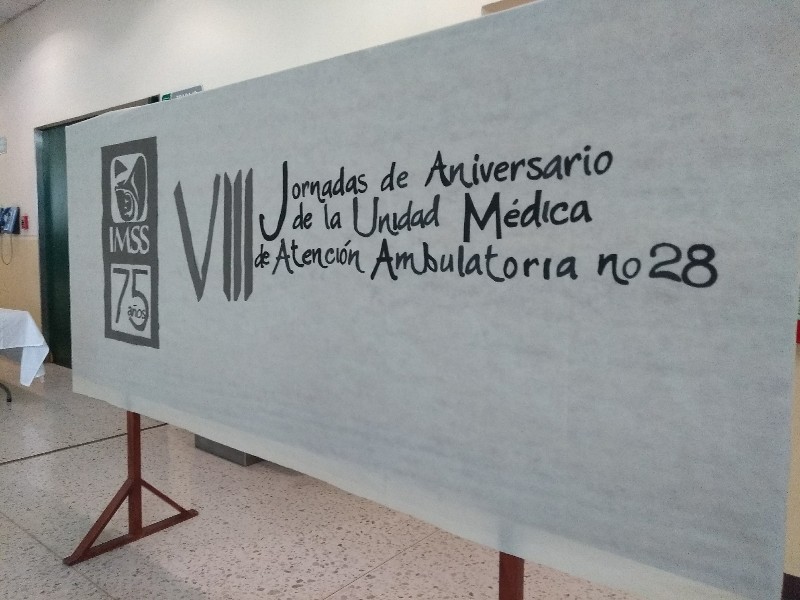 IMSS
75
años
VIII
Jornadas de Aniversario
de la Unidad Médica
de Atención Ambulatoria no 28